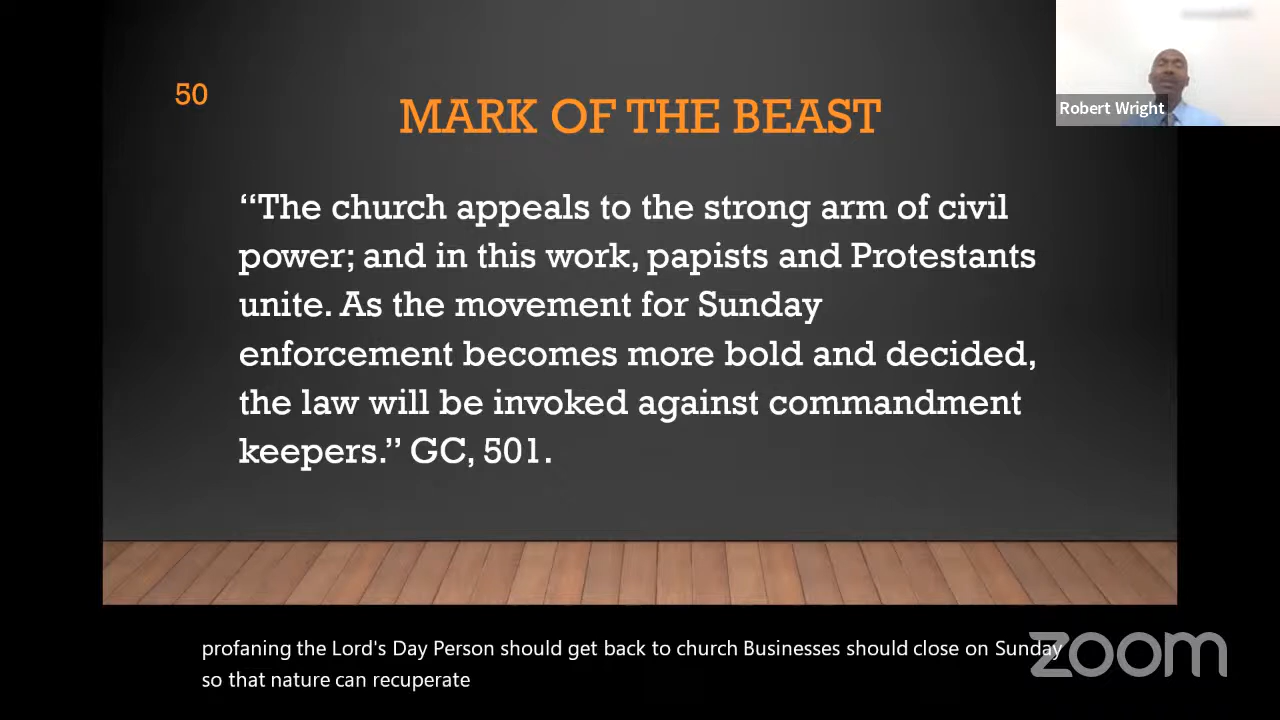 50
MARK OF THE BEAST
Robert Wright
“The church appeals to the strong arm of civil
power; and in this work, papists and Protestants
unite. As the movement for Sunday
enforcement becomes more bold and decided,
the law will be invoked against commandment
keepers.” GC, 501.
profaning the Lord's Day Person should get back to church Businesses should close on Sunday
so that nature can recuperate
zoom